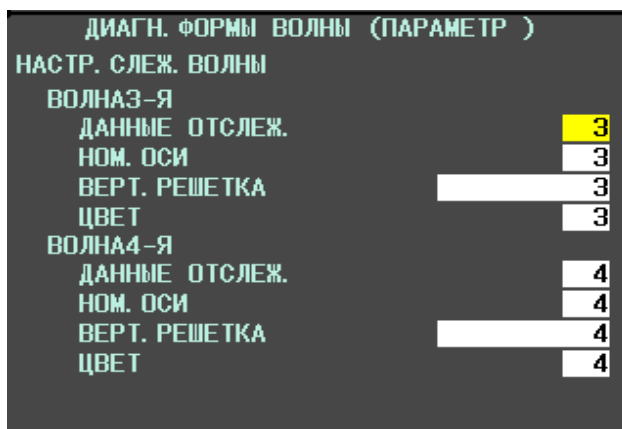 ДИАГН. ФОРМЫ ВОЛНЫ (ПАРАМЕТР )
НАСТР. СЛЕЖ. ВОЛНЫ
ВОЛНА3-Я
ДАННЫЕ ОТСЛЕЖ. 3
НОМ. ОСИ 3
ВЕРТ. РЕШЕТКА 3
ЦВЕТ 3
ВОЛНА4-Я
ДАННЫЕ ОТСЛЕЖ. 4
НОМ. ОСИ 4
ВЕРТ. РЕШЕТКА 4
ЦВЕТ 4